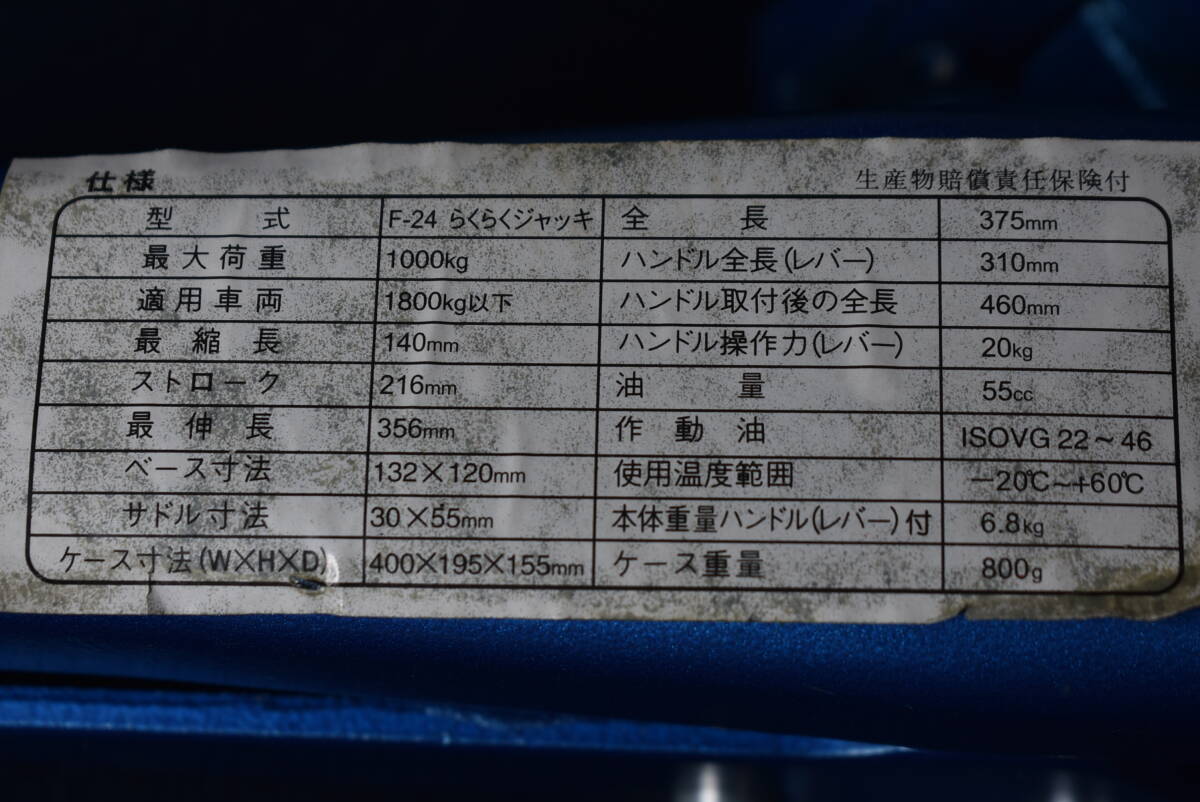 仕様 生産物賠償責任保険付
型式 F-24 らくらくジャッキ 全長 375mm
最大荷重 1000kg ハンドル全長(レバー) 310mm
適用車両 1800kg以下 ハンドル取付後の全長 460mm
最縮長 140mm ハンドル操作力(レバー) 20kg
ストローク 216mm 油量 55cc
最伸長 356mm 作動油 ISOVG 22~46
ベース寸法 132×120mm 使用温度範囲 -20℃~+60℃
サドル寸法 30×55mm 本体重量ハンドル(レバー)付 6.8kg
ケース寸法(W×H×D) 400×195×155mm ケース重量 800g